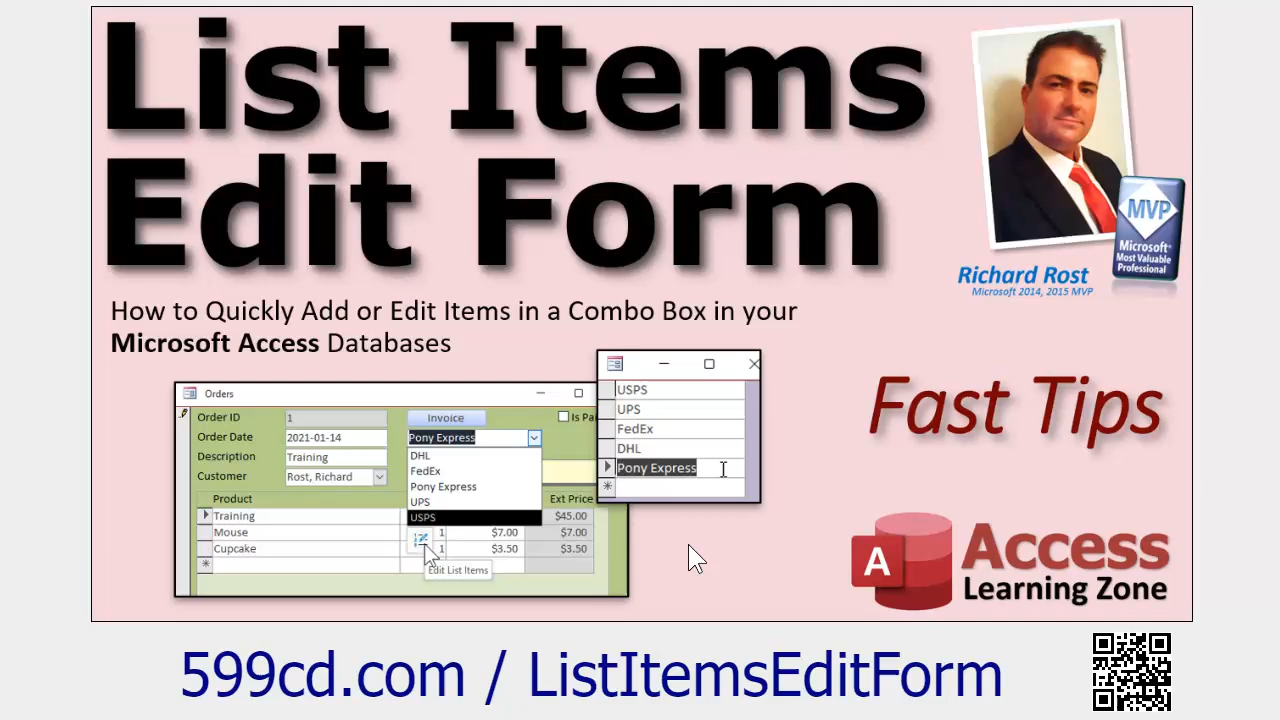 List Items
Edit Form
How to Quickly Add or Edit Items in a Combo Box in your
Microsoft Access Databases
MVP
Microsoft®
Most Valuable
Professional
Richard Rost
Microsoft 2014, 2015 MVP
Fast Tips
Orders
Order ID 1 Invoice Is Pai
Order Date 2021-01-14 Pony Express
Description Training
Customer Rost, Richard
DHL
FedEx
Pony Express
UPS
USPS
Edit List Items
Product Ext Price
Training $45.00
Mouse 1 $7.00 $7.00
Cupcake 1 $3.50 $3.50
USPS
UPS
FedEx
DHL
Pony Express
A
Access
Learning Zone
599cd.com / ListItemsEditForm